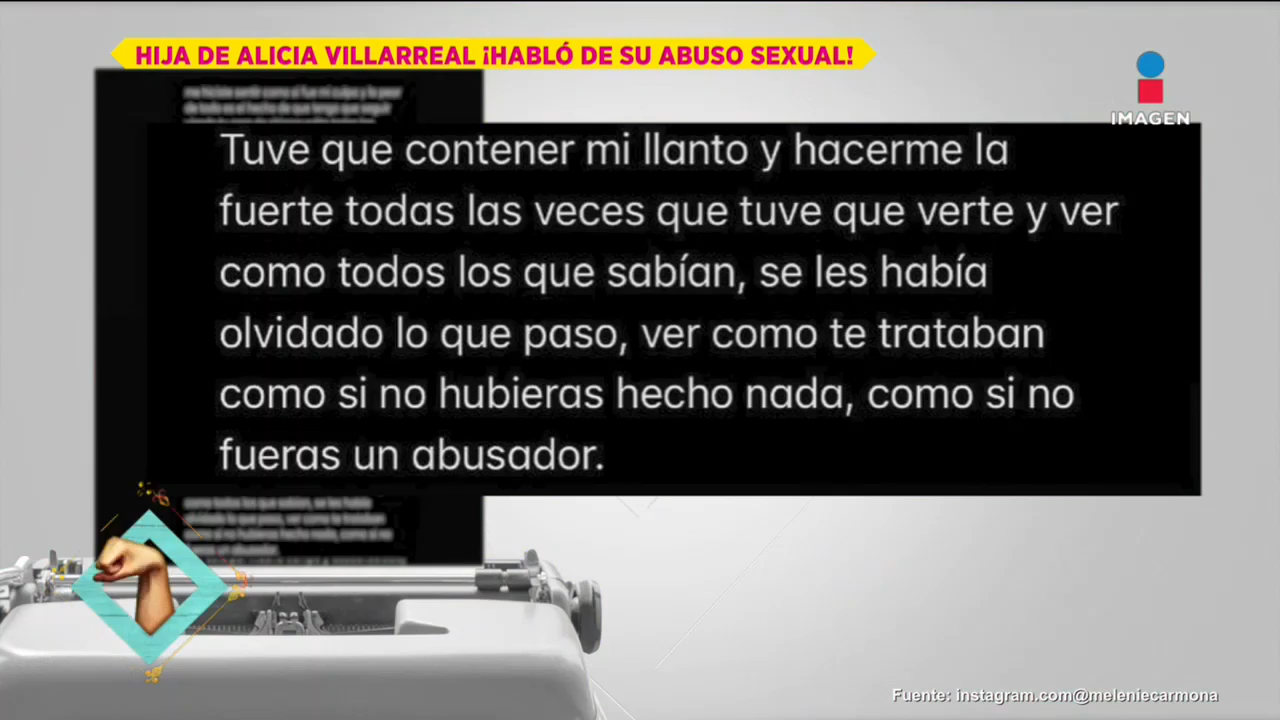 HIJA DE ALICIA VILLARREAL ¡HABLÓ DE SU ABUSO SEXUAL!
IMAGEN
Tuve que contener mi llanto y hacerme la
fuerte todas las veces que tuve que verte y ver
como todos los que sabían, se les había
olvidado lo que paso, ver como te trataban
como si no hubieras hecho nada, como si no
fueras un abusador.
Fuente: instagram.com@meleniecarmona